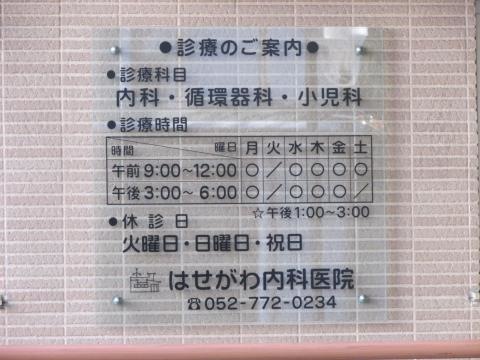 ●診療のご案内●
●診療科目
内科・循環器科・小児科
●診療時間
時間 曜日 月 火 水 木 金 土
午前 9:00〜12:00 ○ ／ ○ ○ ○ ○
午後 3:00〜 6:00 ○ ／ ○ ○ ○ ／
☆午後1:00〜3:00
●休診日
火曜日・日曜日・祝日
はせがわ内科医院
☎052-772-0234